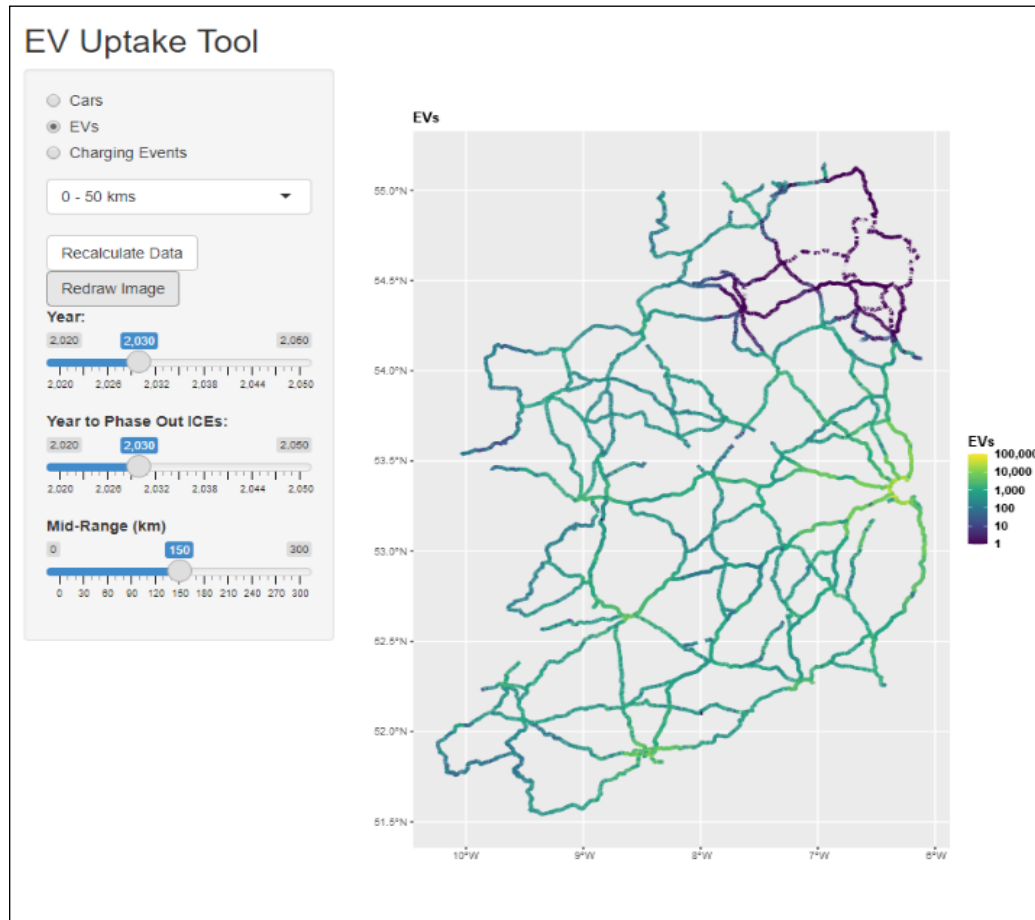 EV Uptake Tool
Cars
EVs
Charging Events
0 - 50 kms
Recalculate Data
Redraw Image
Year:
2,020 2,030 2,050
2,020 2,026 2,032 2,038 2,044 2,050
Year to Phase Out ICEs:
2,020 2,030 2,050
2,020 2,026 2,032 2,038 2,044 2,050
Mid-Range (km)
0 150 300
0 30 60 90 120 150 180 210 240 270 300
EVs
55.0°N
54.5°N
54.0°N
53.5°N
53.0°N
52.5°N
52.0°N
51.5°N
10°W 9°W 8°W 7°W 6°W
EVs
100,000
10,000
1,000
100
10
1